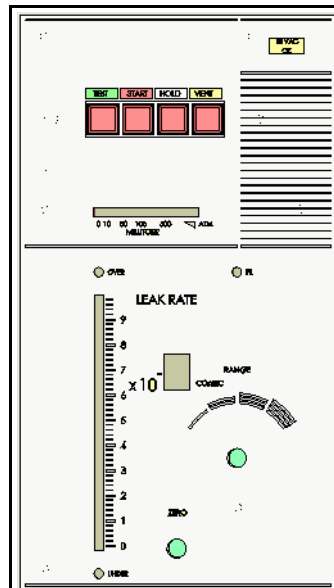 TEST START HOLD VENT
0 10 50 100 500 ATM
MILLITORR
OVER
LEAK RATE
9
8
7
RANGE
COARSE
x 10-
6
5
4
3
2
ZERO
1
0
UNDER